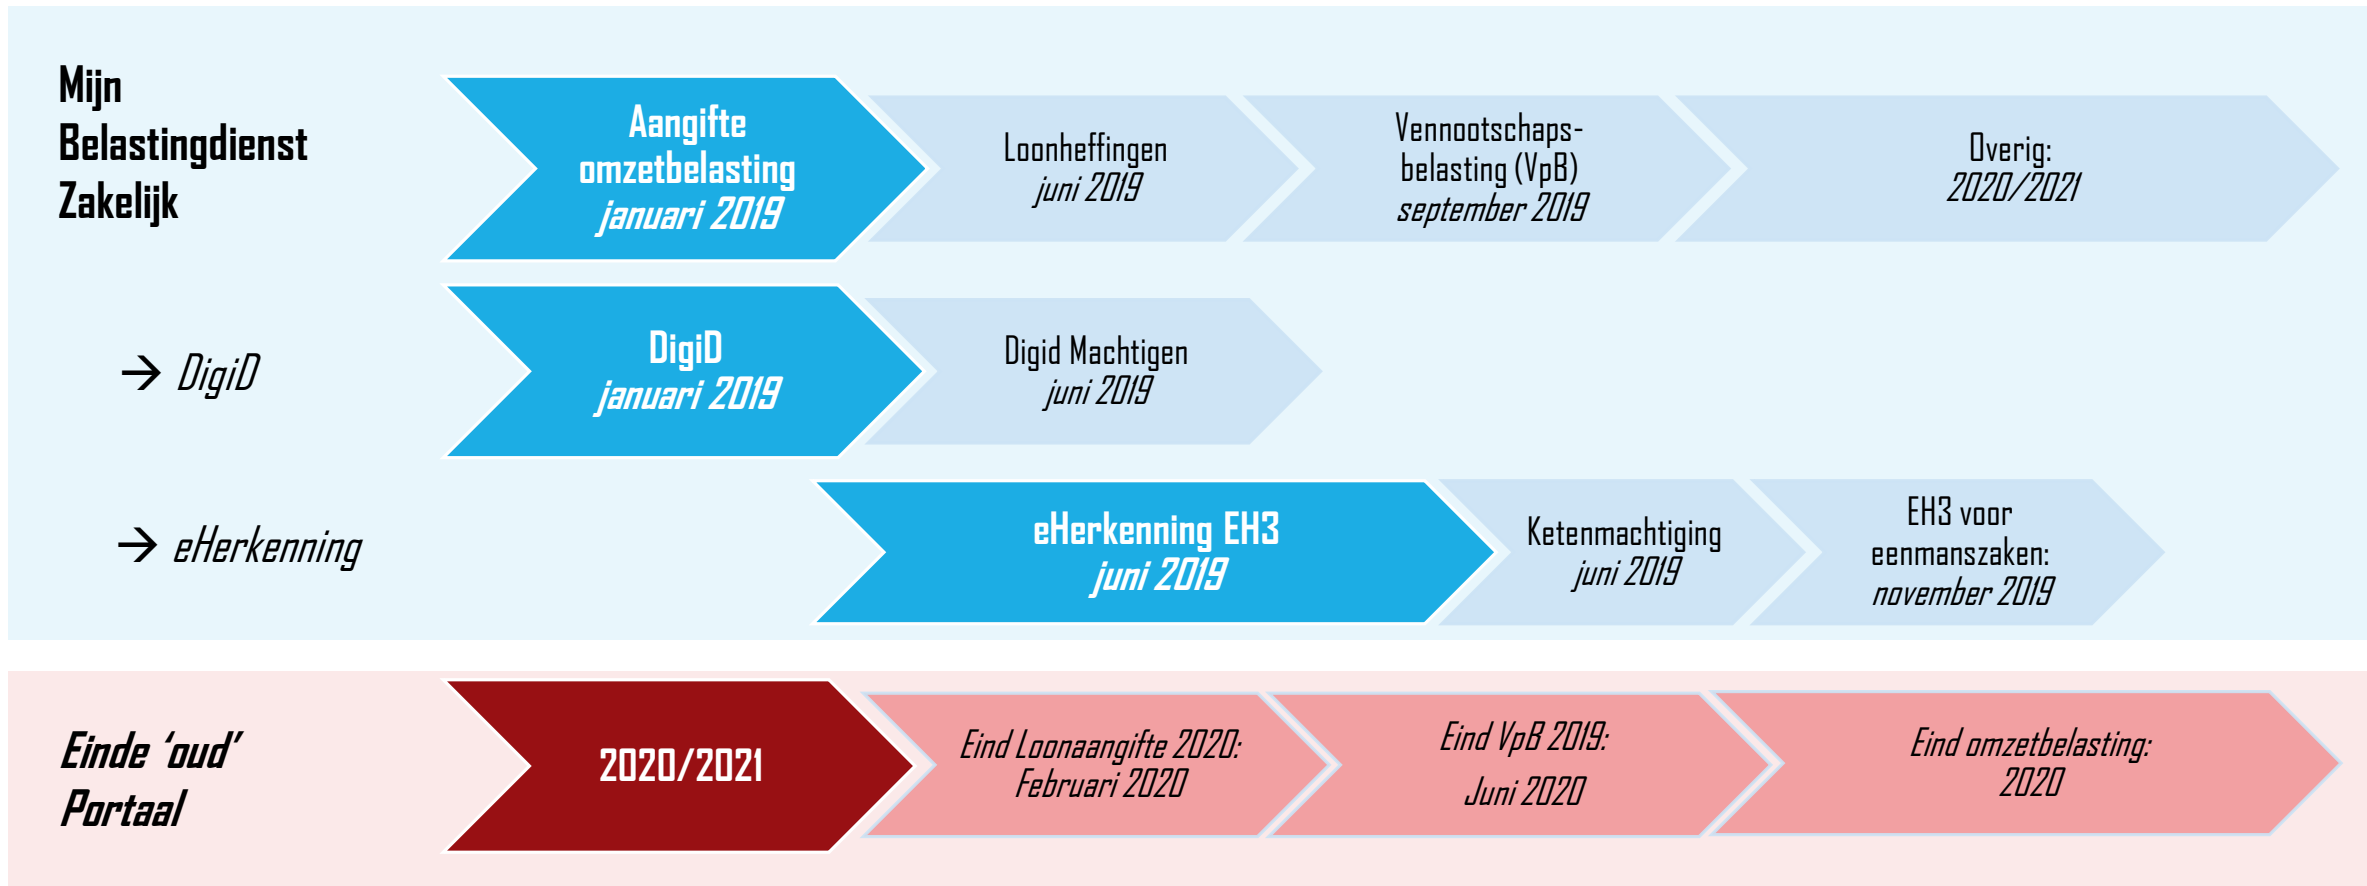 Mijn
Belastingdienst
Zakelijk
Aangifte
omzetbelasting
januari 2019
Loonheffingen
juni 2019
Vennootschaps-
belasting (VpB)
september 2019
Overig:
2020/2021
→ DigiD
DigiD
januari 2019
Digid Machtigen
juni 2019
→ eHerkenning
eHerkenning EH3
juni 2019
Ketenmachtiging
juni 2019
EH3 voor
eenmanszaken:
november 2019
Einde ‘oud’
Portaal
2020/2021
Eind Loonaangifte 2020:
Februari 2020
Eind VpB 2019:
Juni 2020
Eind omzetbelasting:
2020